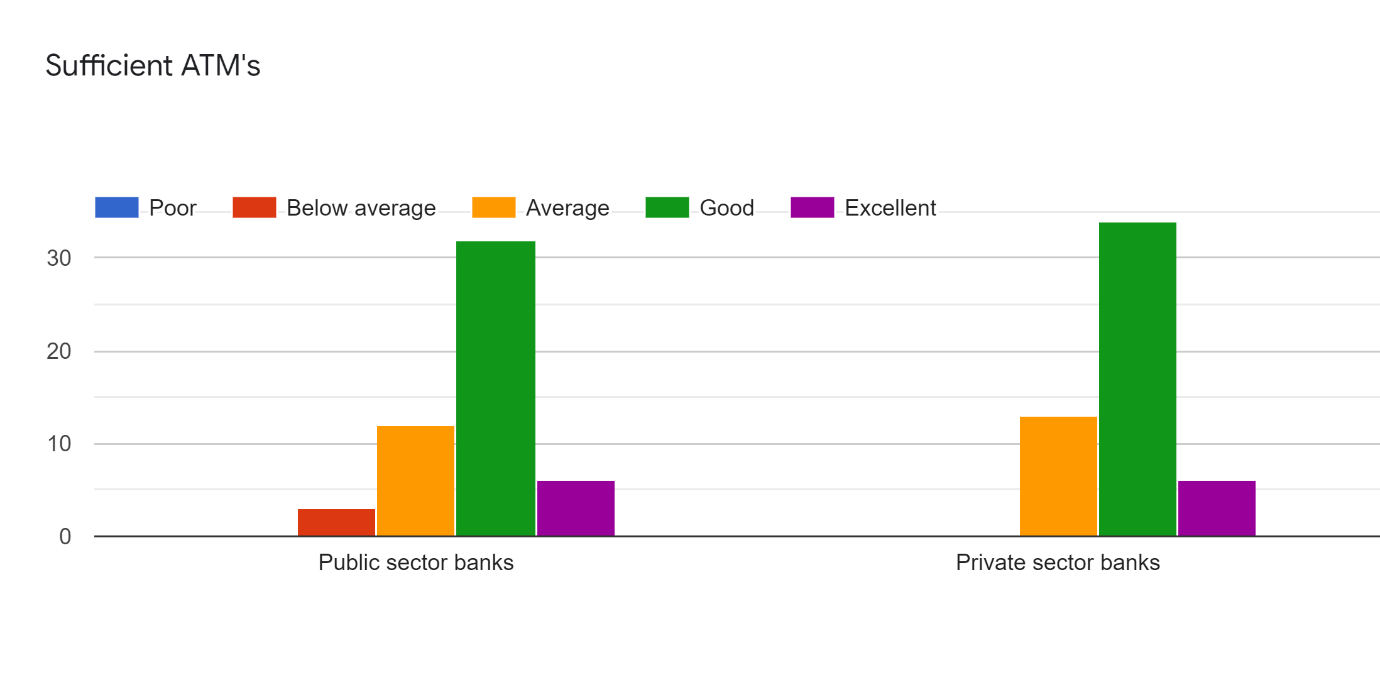 Sufficient ATM's
Poor Below average Average Good Excellent
30
20
10
0
Public sector banks Private sector banks